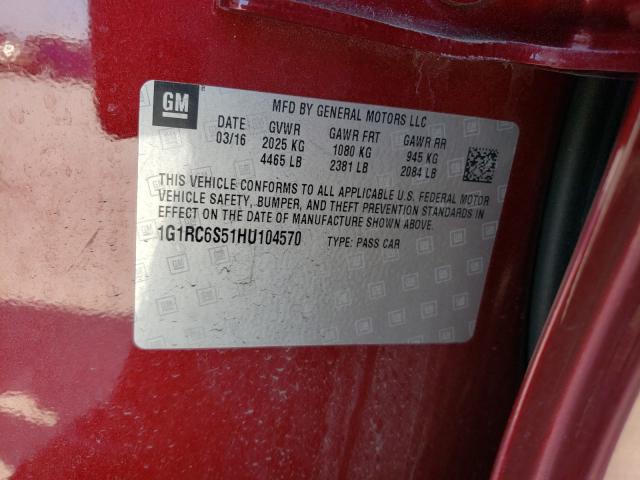 GM
MFD BY GENERAL MOTORS LLC
DATE GVWR GAWR FRT GAWR RR
03/16 2025 KG 1080 KG 945 KG
4465 LB 2381 LB 2084 LB
THIS VEHICLE CONFORMS TO ALL APPLICABLE U.S. FEDERAL MOTOR
VEHICLE SAFETY, BUMPER, AND THEFT PREVENTION STANDARDS IN
EFFECT ON THE DATE OF MANUFACTURE SHOWN ABOVE.
1G1RC6S51HU104570 TYPE: PASS CAR